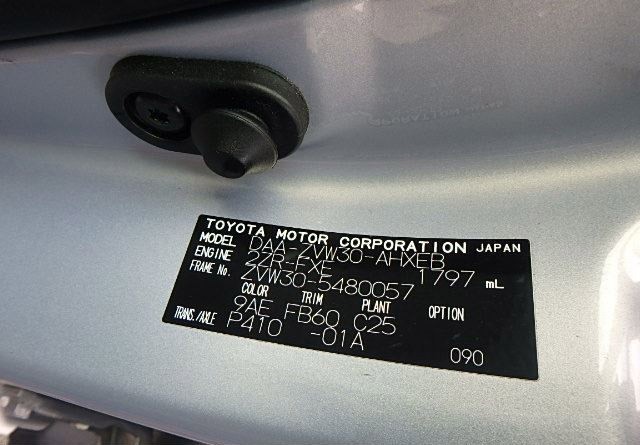 TOYOTA MOTOR CORPORATION JAPAN
MODEL DAA-ZVW30-AHXEB
ENGINE 2ZR-FXE 1797 mL
FRAME No. ZVW30-5480057
COLOR TRIM PLANT OPTION
9AE FB60 C25
TRANS./AXLE P410 -01A
090